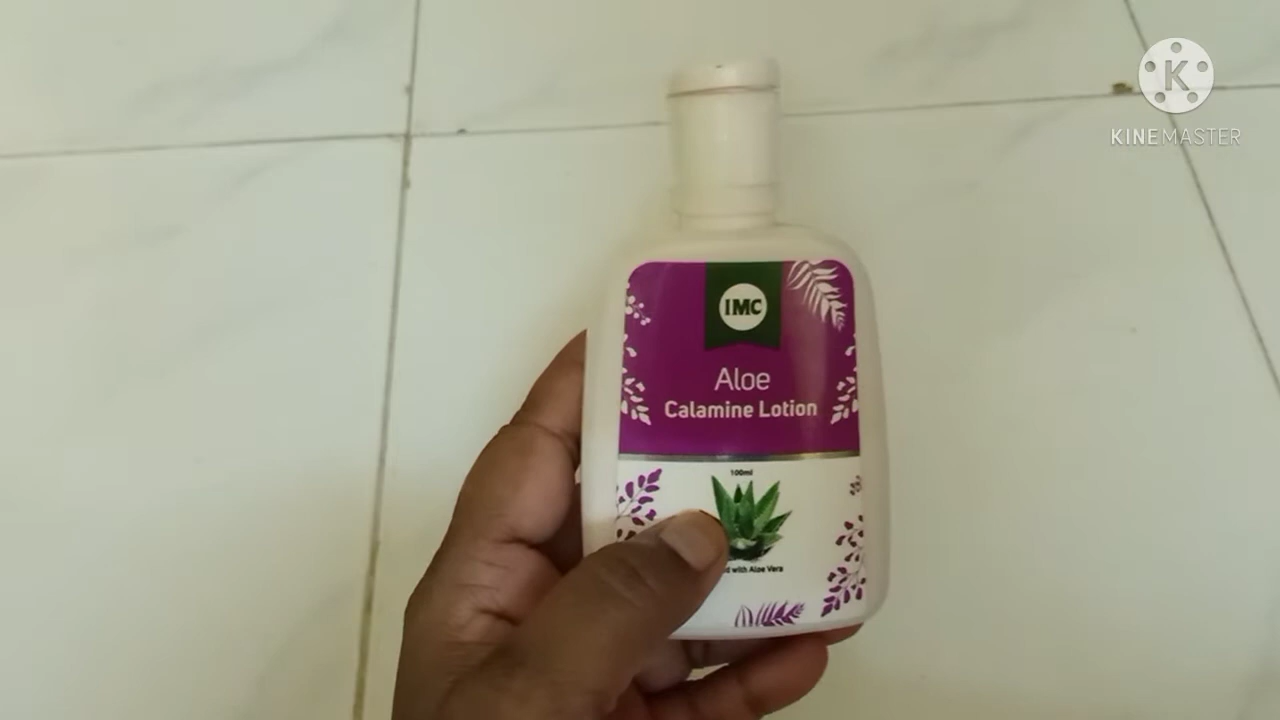 K
KINEMASTER
IMC
Aloe
Calamine Lotion
100ml
with Aloe Vera